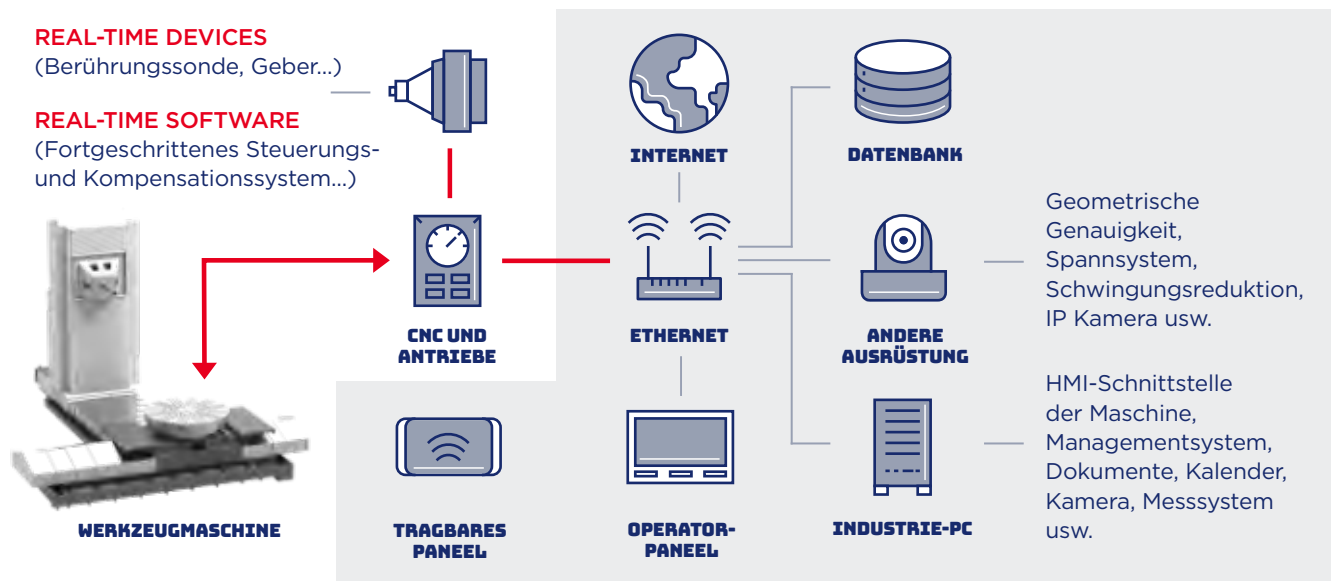 REAL-TIME DEVICES
(Berührungssonde, Geber...)
REAL-TIME SOFTWARE
(Fortgeschrittenes Steuerungs-
und Kompensationssystem...)
INTERNET
DATENBANK
CNC UND
ANTRIEBE
ETHERNET
ANDERE
AUSRÜSTUNG
Geometrische
Genauigkeit,
Spannsystem,
Schwingungsreduktion,
IP Kamera usw.
WERKZEUGMASCHINE
TRAGBARES
PANEEL
OPERATOR-
PANEEL
INDUSTRIE-PC
HMI-Schnittstelle
der Maschine,
Managementsystem,
Dokumente, Kalender,
Kamera, Messsystem
usw.